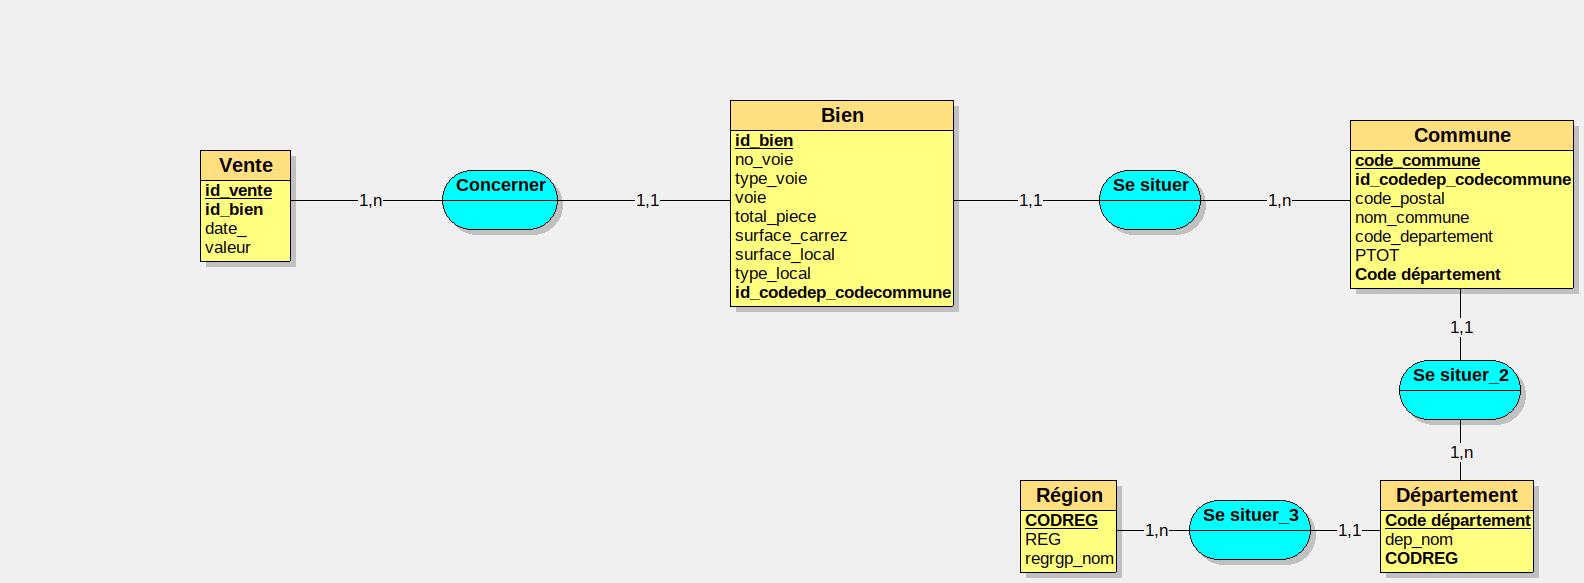 Vente
id_vente
id_bien
date_
valeur
1,n
Concerner
1,1
Bien
id_bien
no_voie
type_voie
voie
total_piece
surface_carrez
surface_local
type_local
id_codedep_codecommune
1,1
Se situer
1,n
Commune
code_commune
id_codedep_codecommune
code_postal
nom_commune
code_departement
PTOT
Code département
1,1
Se situer_2
1,n
Région
CODREG
REG
regrgp_nom
1,n
Se situer_3
1,1
Département
Code département
dep_nom
CODREG